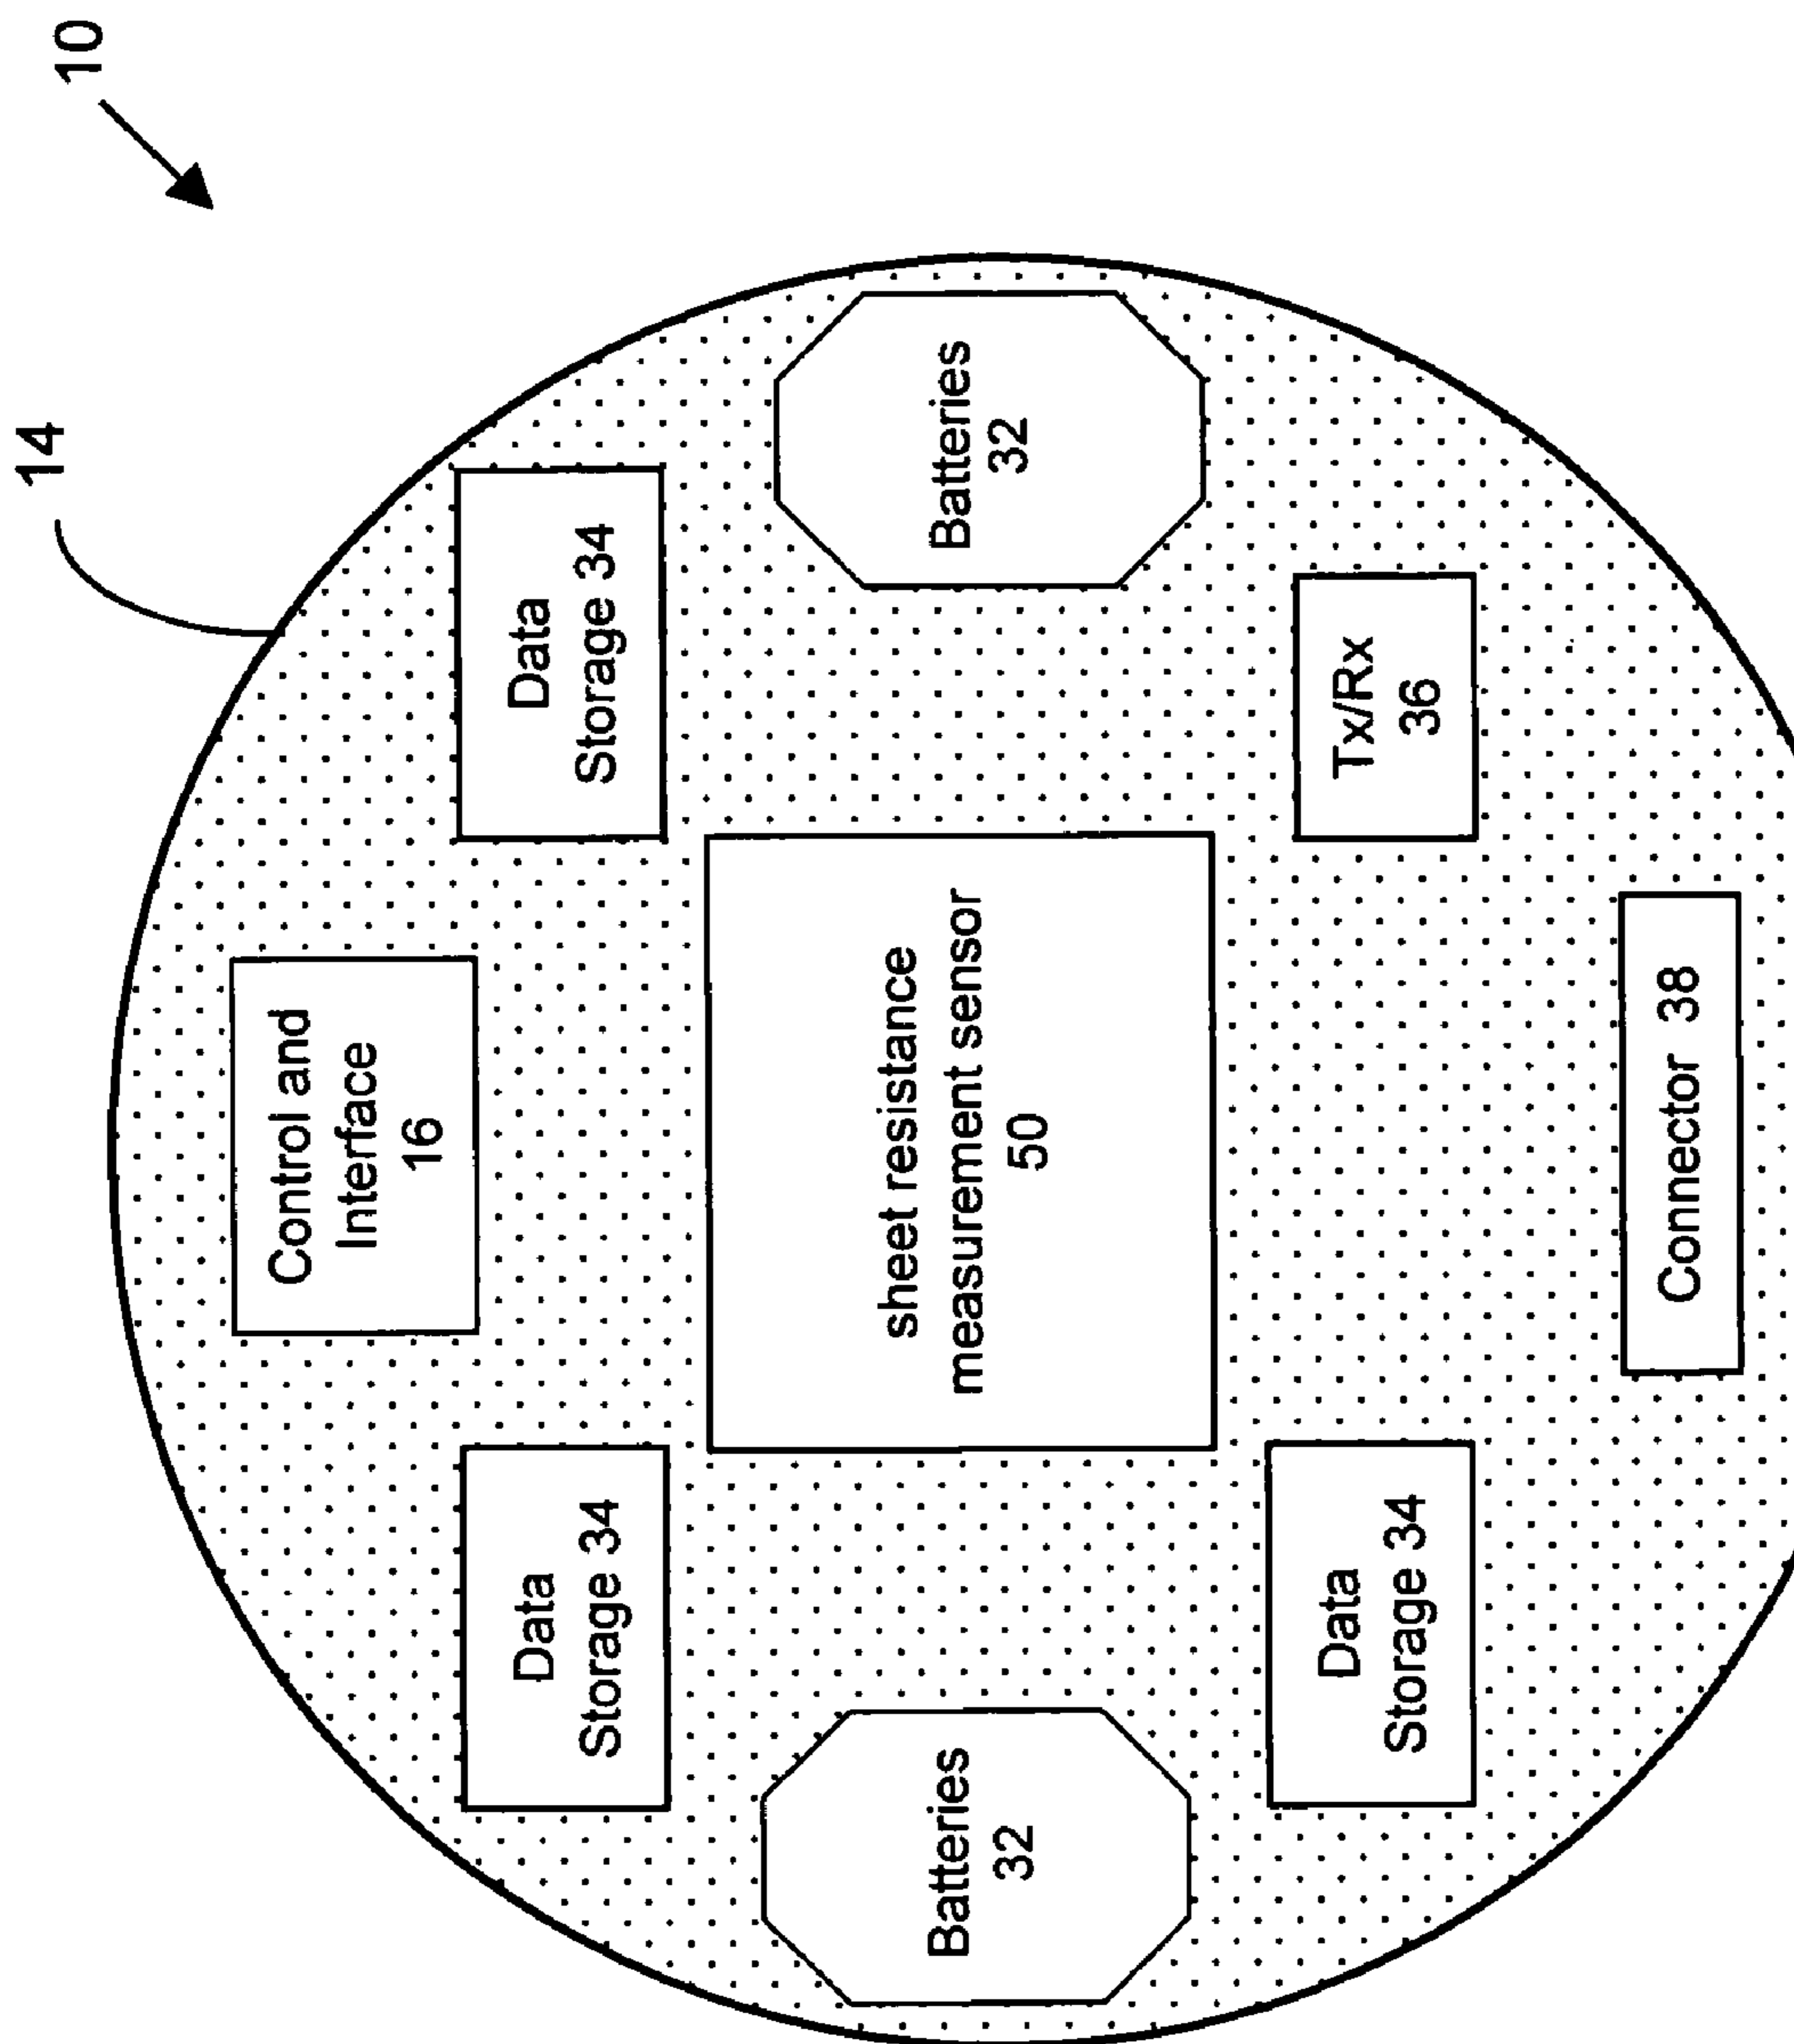 14
10
Control and
Interface
16
Data
Storage 34
Data
Storage 34
Batteries
32
sheet resistance
measurement sensor
50
Batteries
32
Data
Storage 34
Tx/Rx
36
Connector 38